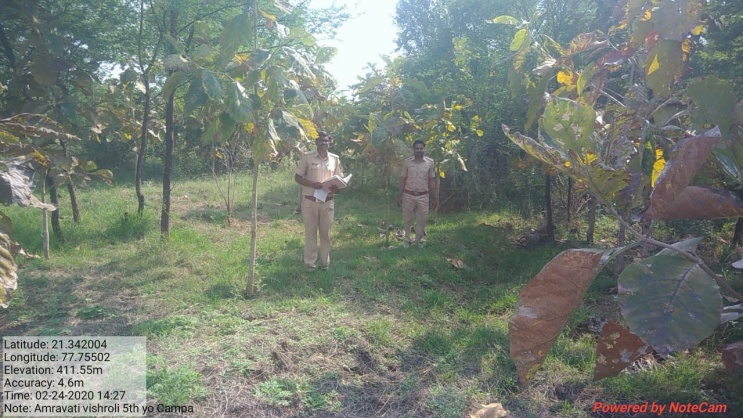 Latitude: 21.342004
Longitude: 77.75502
Elevation: 411.55m
Accuracy: 4.6m
Time: 02-24-2020 14:27
Note: Amravati vishroli 5th yo Campa
Powered by NoteCam